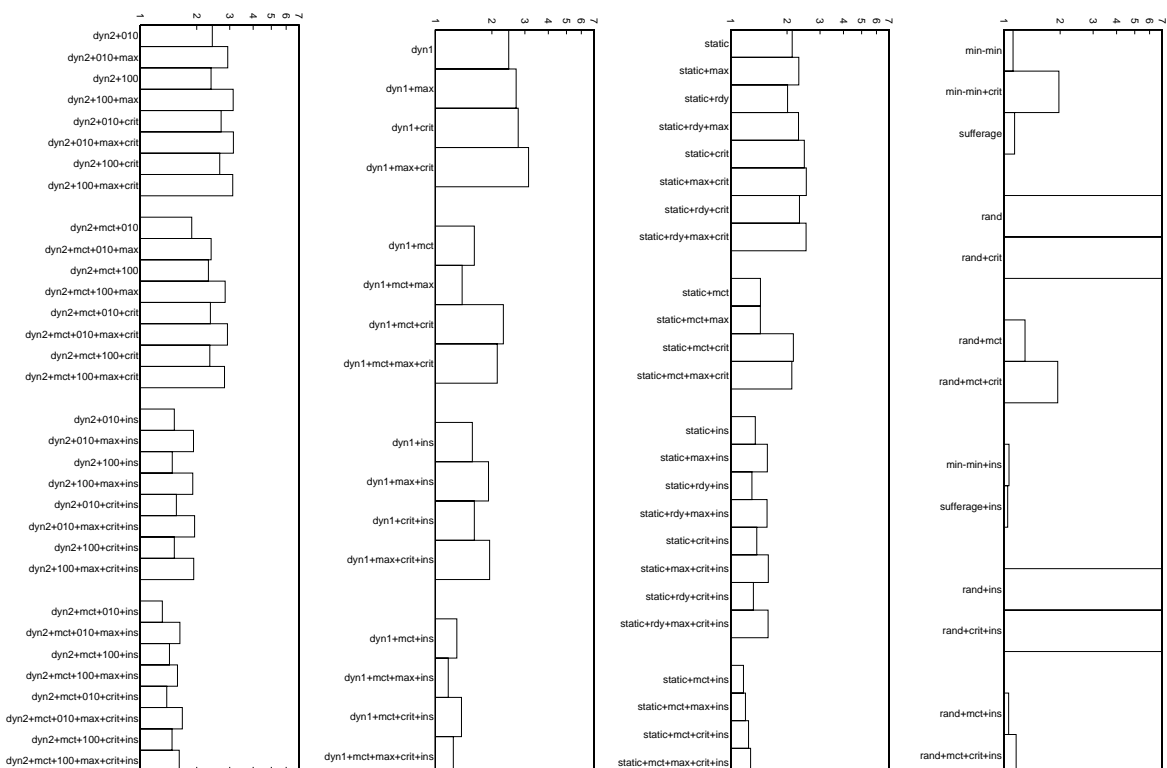 1 2 3 4 5 6 7
dyn2+010
dyn2+010+max
dyn2+100
dyn2+100+max
dyn2+010+crit
dyn2+010+max+crit
dyn2+100+crit
dyn2+100+max+crit
dyn2+mct+010
dyn2+mct+010+max
dyn2+mct+100
dyn2+mct+100+max
dyn2+mct+010+crit
dyn2+mct+010+max+crit
dyn2+mct+100+crit
dyn2+mct+100+max+crit
dyn2+010+ins
dyn2+010+max+ins
dyn2+100+ins
dyn2+100+max+ins
dyn2+010+crit+ins
dyn2+010+max+crit+ins
dyn2+100+crit+ins
dyn2+100+max+crit+ins
dyn2+mct+010+ins
dyn2+mct+010+max+ins
dyn2+mct+100+ins
dyn2+mct+100+max+ins
dyn2+mct+010+crit+ins
dyn2+mct+010+max+crit+ins
dyn2+mct+100+crit+ins
dyn2+mct+100+max+crit+ins
1 2 3 4 5 6 7
dyn1
dyn1+max
dyn1+crit
dyn1+max+crit
dyn1+mct
dyn1+mct+max
dyn1+mct+crit
dyn1+mct+max+crit
dyn1+ins
dyn1+max+ins
dyn1+crit+ins
dyn1+max+crit+ins
dyn1+mct+ins
dyn1+mct+max+ins
dyn1+mct+crit+ins
dyn1+mct+max+crit+ins
1 2 3 4 5 6 7
static
static+max
static+rdy
static+rdy+max
static+crit
static+max+crit
static+rdy+crit
static+rdy+max+crit
static+mct
static+mct+max
static+mct+crit
static+mct+max+crit
static+ins
static+max+ins
static+rdy+ins
static+rdy+max+ins
static+crit+ins
static+max+crit+ins
static+rdy+crit+ins
static+rdy+max+crit+ins
static+mct+ins
static+mct+max+ins
static+mct+crit+ins
static+mct+max+crit+ins
1 2 3 4 5 6 7
min-min
min-min+crit
sufferage
rand
rand+crit
rand+mct
rand+mct+crit
min-min+ins
sufferage+ins
rand+ins
rand+crit+ins
rand+mct+ins
rand+mct+crit+ins